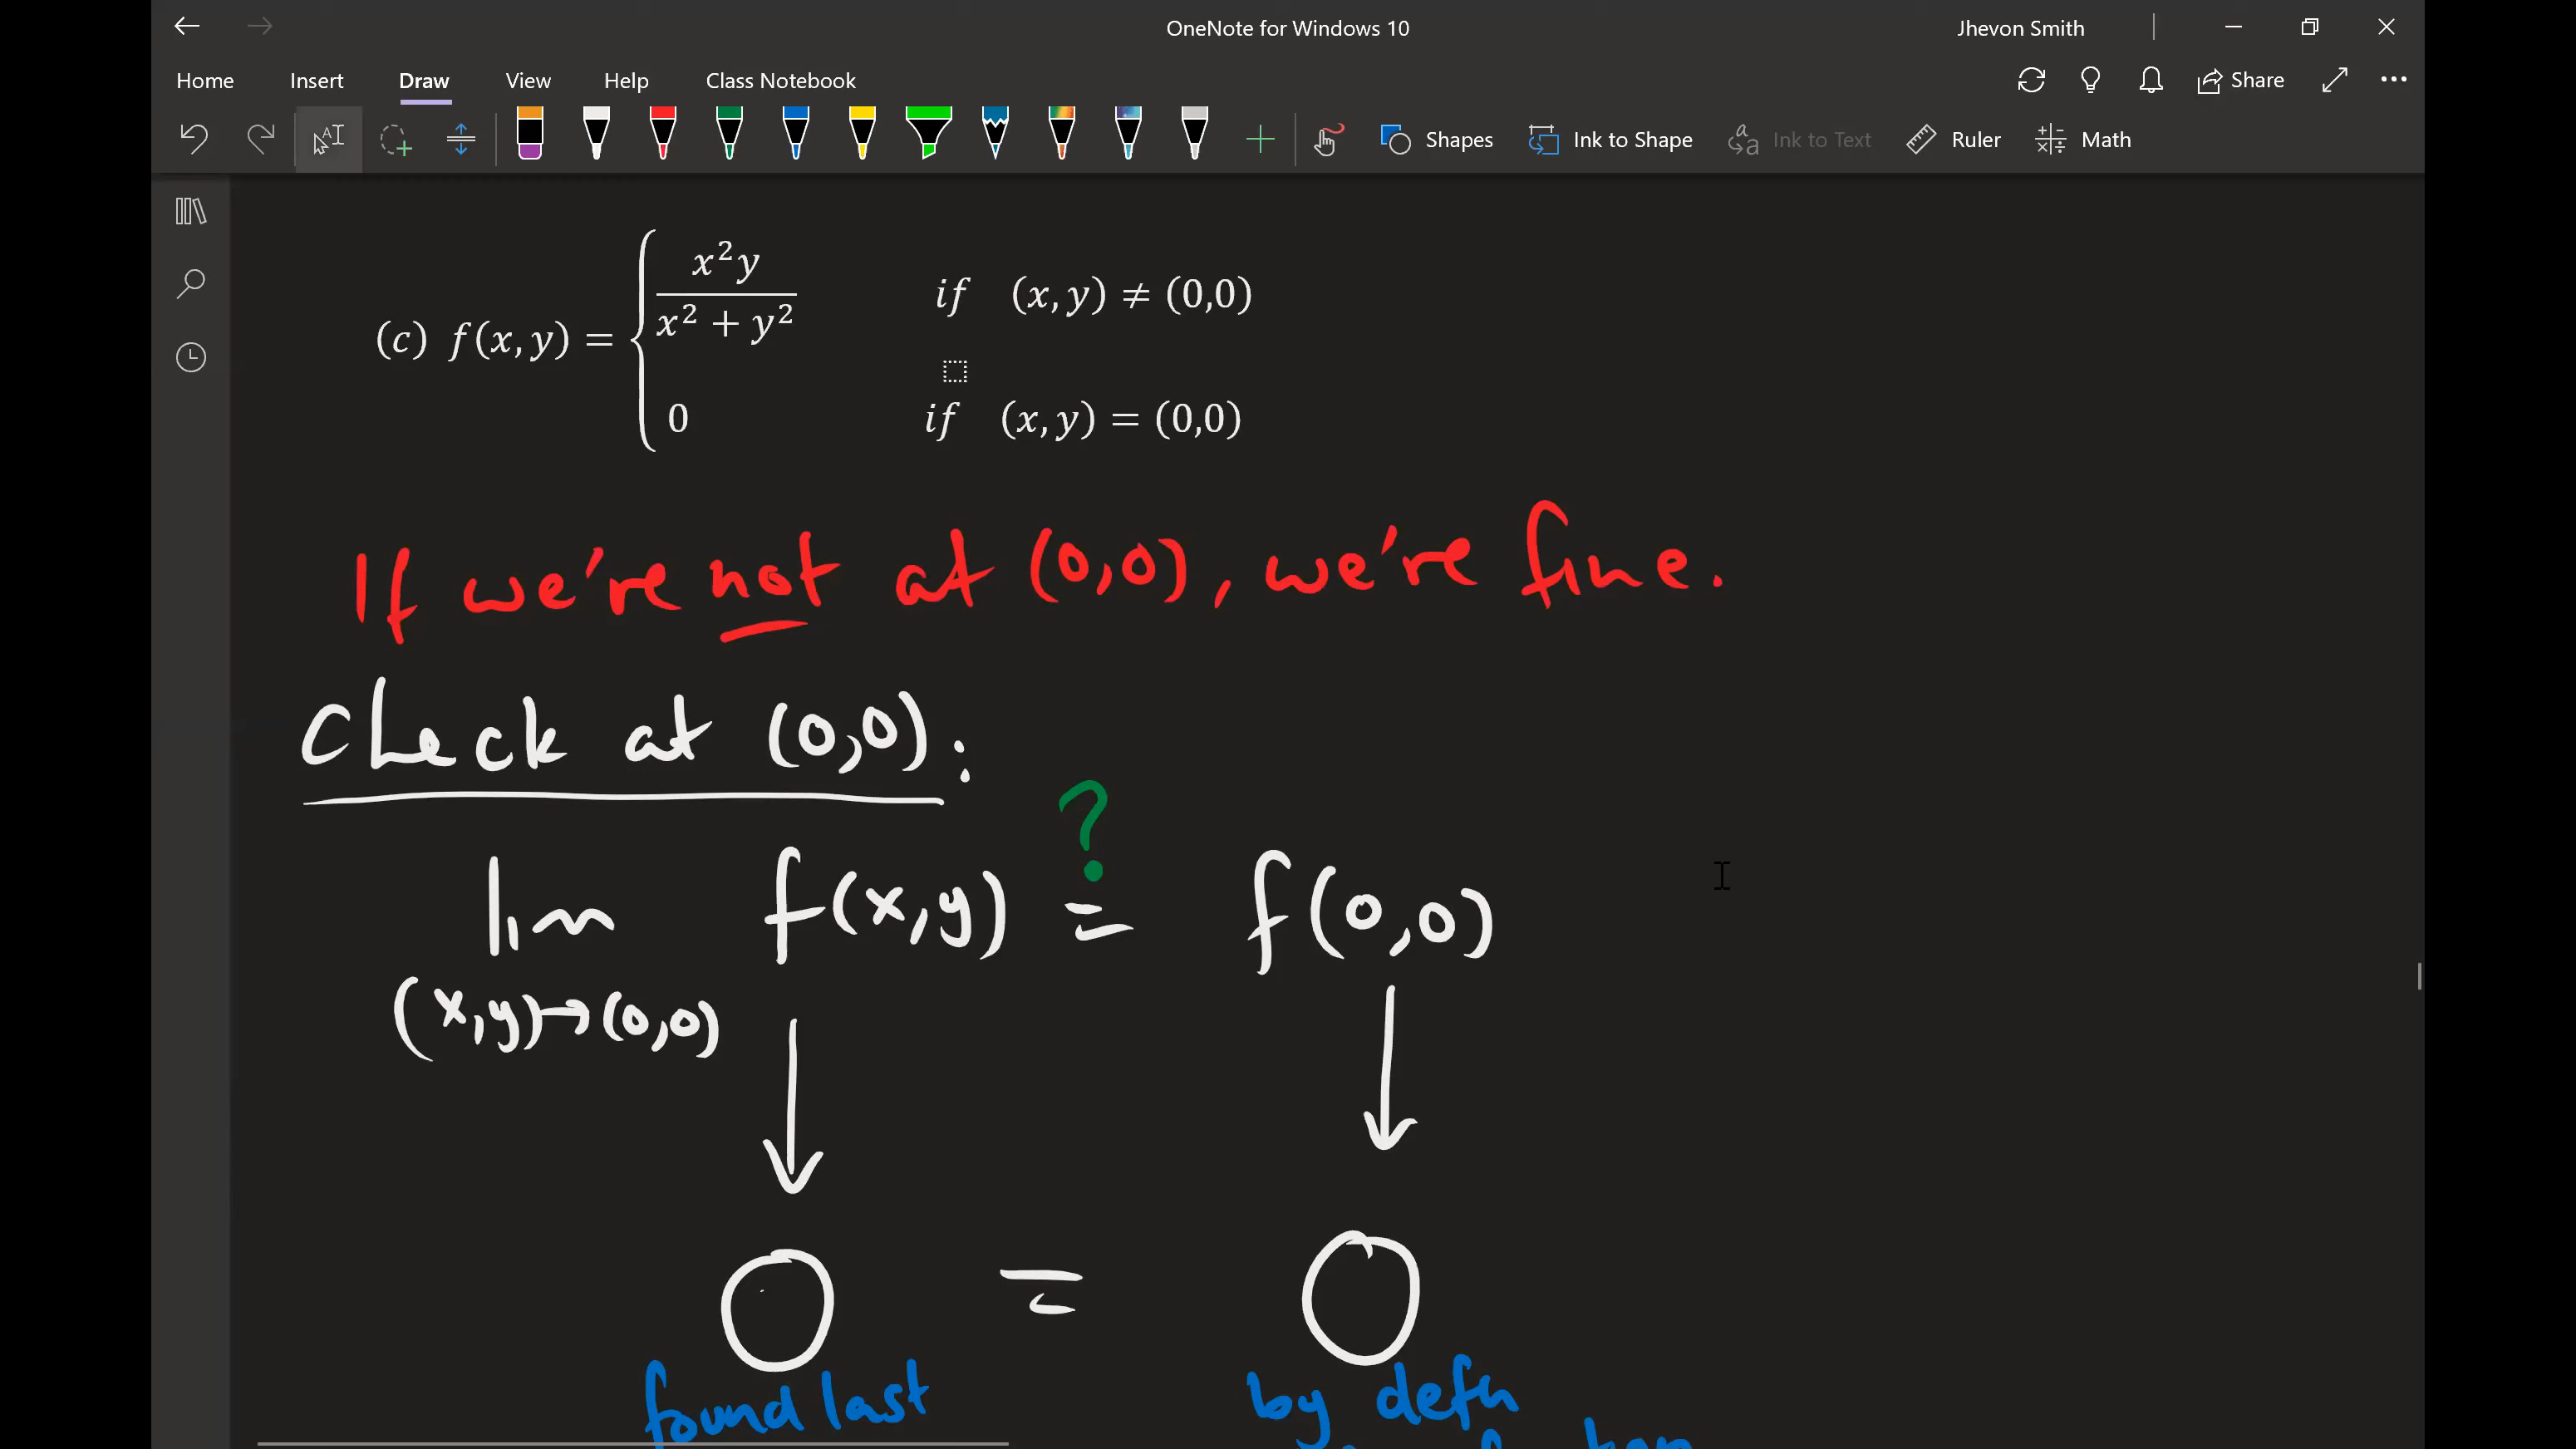 OneNote for Windows 10
Jhevon Smith
Home Insert Draw View Help Class Notebook
Share
Shapes Ink to Shape Ink to Text Ruler Math
(c) f(x,y) = { x²y / x² + y² if (x,y) ≠ (0,0)
0 if (x,y) = (0,0)
If we're not at (0,0), we're fine.
Check at (0,0):
?
lim f(x,y) = f(0,0)
(x,y)→(0,0)
0 = 0
found last by defn